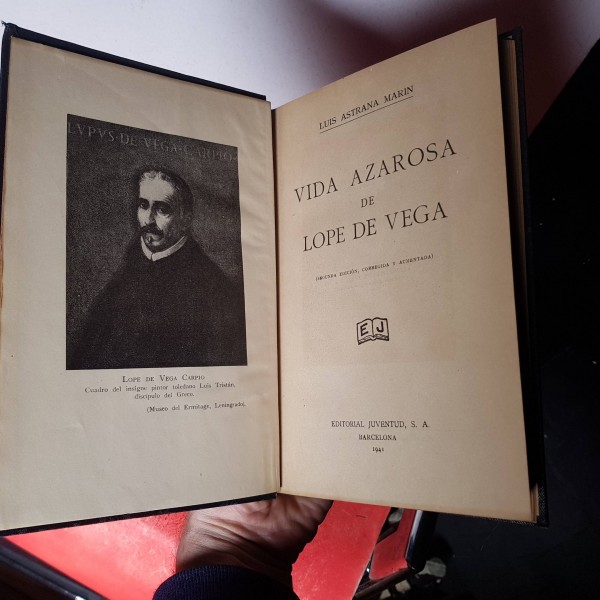 LVPVS · DE · VEGA · CARPIO
LOPE DE VEGA CARPIO
Cuadro del insigne pintor toledano Luis Tristán,
discípulo del Greco.
(Museo del Ermitage, Leningrado).
LUIS ASTRANA MARIN
VIDA AZAROSA
DE
LOPE DE VEGA
(SEGUNDA EDICIÓN, CORREGIDA Y AUMENTADA)
EJ
EDITORIAL JUVENTUD, S. A.
BARCELONA
1941